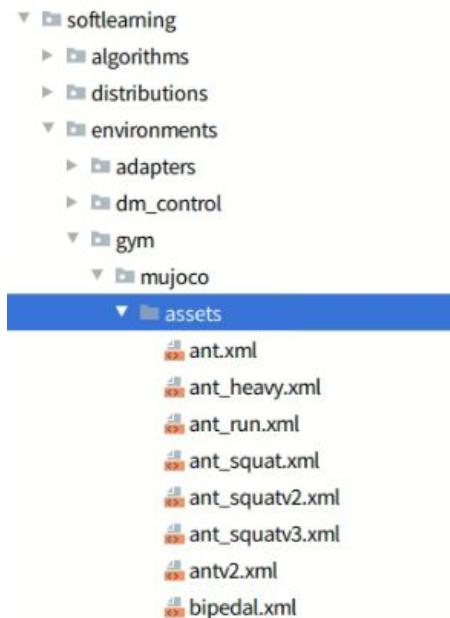 softlearning
algorithms
distributions
environments
adapters
dm_control
gym
mujoco
assets
ant.xml
ant_heavy.xml
ant_run.xml
ant_squat.xml
ant_squatv2.xml
ant_squatv3.xml
antv2.xml
bipedal.xml